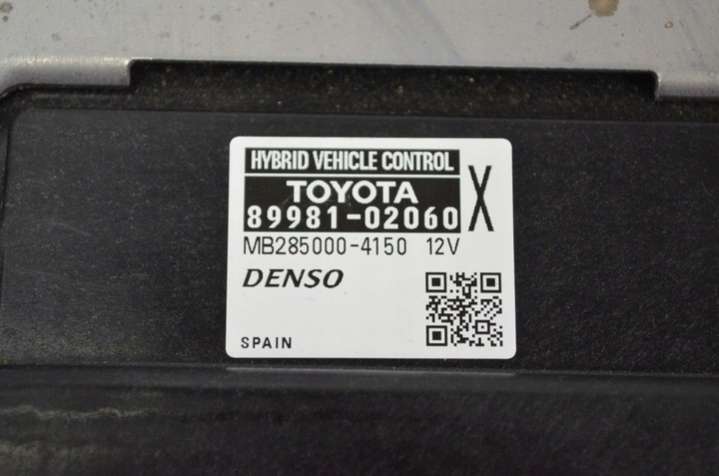 HYBRID VEHICLE CONTROL
TOYOTA
89981-02060 X
MB285000-4150 12V
DENSO
SPAIN